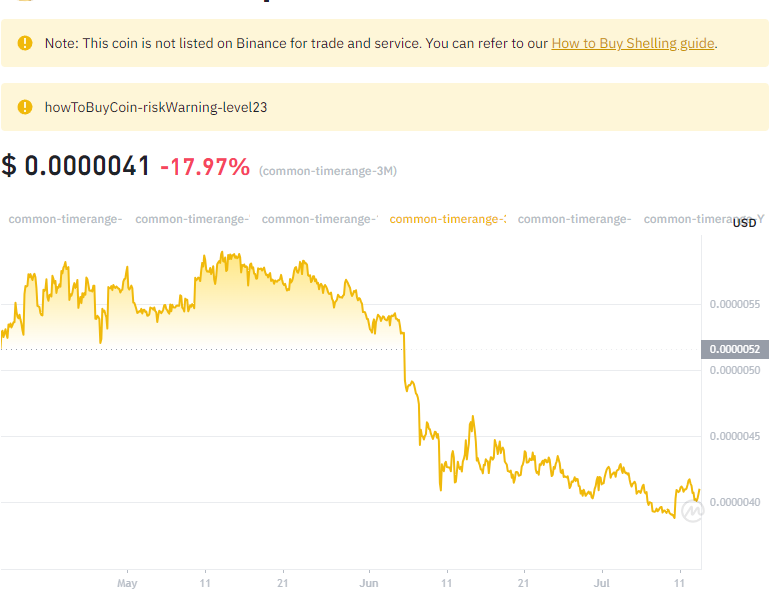 Note: This coin is not listed on Binance for trade and service. You can refer to our How to Buy Shelling guide.
howToBuyCoin-riskWarning-level23
$ 0.0000041 -17.97% (common-timerange-3M)
common-timerange- common-timerange- common-timerange- common-timerange- common-timerange- common-timerange-Y
USD
0.0000055
0.0000052
0.0000050
0.0000045
0.0000040
May 11 21 Jun 11 21 Jul 11